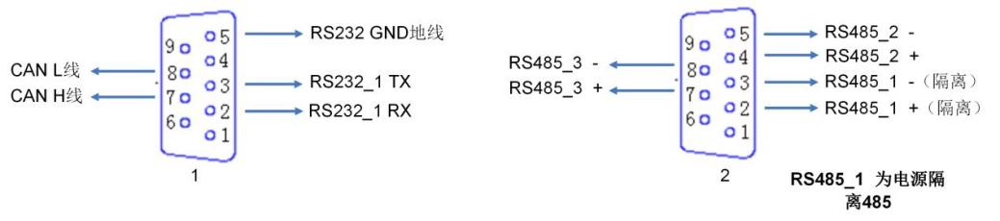 RS232 GND地线
CAN L线
CAN H线
RS232_1 TX
RS232_1 RX
9
8
7
6
5
4
3
2
1
1
RS485_2 -
RS485_2 +
RS485_3 -
RS485_3 +
RS485_1 -(隔离)
RS485_1 +(隔离)
9
8
7
6
5
4
3
2
1
2
RS485_1 为电源隔
离485